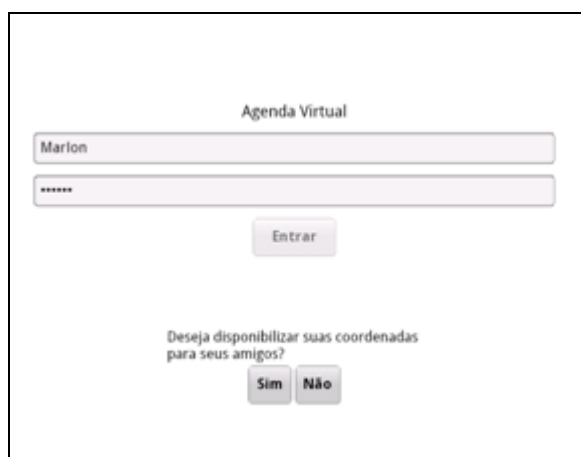 Agenda Virtual
Marlon
••••••
Entrar
Deseja disponibilizar suas coordenadas
para seus amigos?
Sim Não